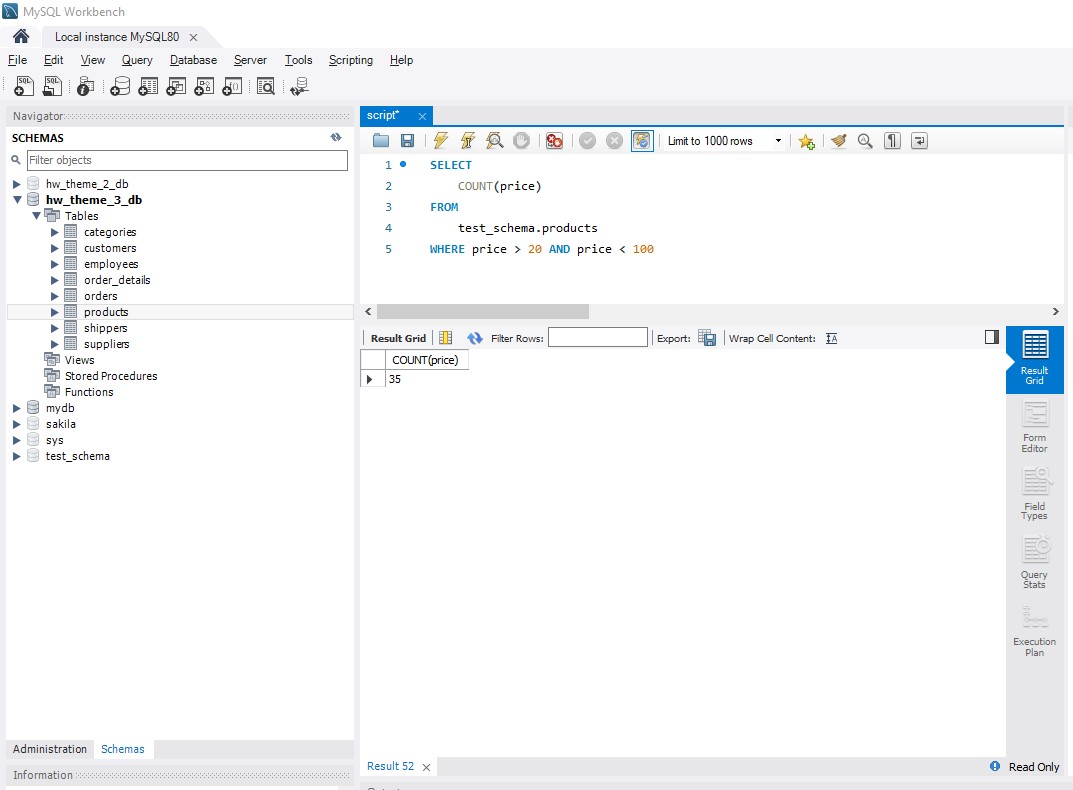 MySQL Workbench
Local instance MySQL80
File Edit View Query Database Server Tools Scripting Help
Navigator
SCHEMAS
Filter objects
hw_theme_2_db
hw_theme_3_db
Tables
categories
customers
employees
order_details
orders
products
shippers
suppliers
Views
Stored Procedures
Functions
mydb
sakila
sys
test_schema
Administration Schemas
Information
script*
Limit to 1000 rows
1 SELECT
2 COUNT(price)
3 FROM
4 test_schema.products
5 WHERE price > 20 AND price < 100
Result Grid Filter Rows: Export: Wrap Cell Content:
COUNT(price)
35
Result
Grid
Form
Editor
Field
Types
Query
Stats
Execution
Plan
Result 52
Read Only